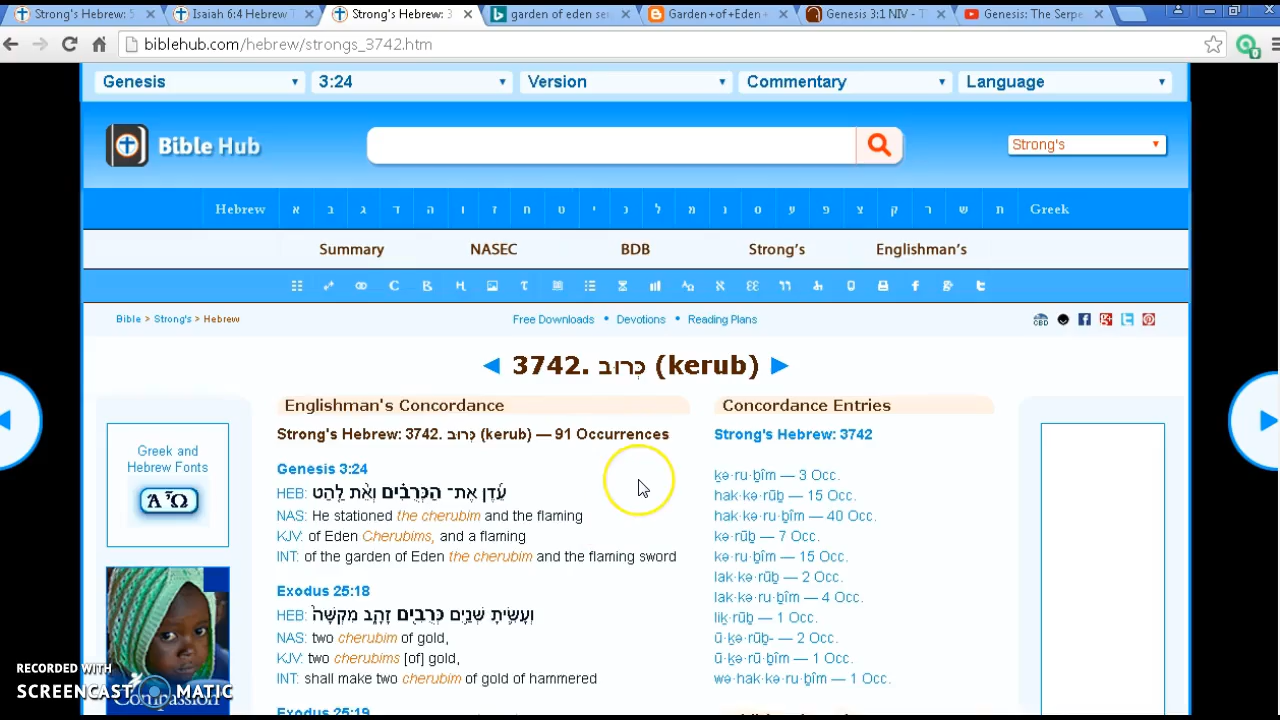 Strong's Hebrew: 5
Isaiah 6:4 Hebrew T
Strong's Hebrew: 3
garden of eden se
Garden+of+Eden
Genesis 3:1 NIV - "T
Genesis: The Serpe
biblehub.com/hebrew/strongs_3742.htm
Genesis 3:24 Version Commentary Language
Bible Hub
Strong's
Hebrew א ב ג ד ה ו ז ח ט י כ ל מ נ ס ע פ צ ק ר ש ת Greek
Summary NASEC BDB Strong's Englishman's
Bible > Strong's > Hebrew
Free Downloads • Devotions • Reading Plans
CBD
◄ 3742. כְּרוּב (kerub) ►
Greek and
Hebrew Fonts
Ἀ Ὢ
Compassion
Englishman's Concordance
Strong's Hebrew: 3742. כְּרוּב (kerub) — 91 Occurrences
Genesis 3:24
HEB: עֵ֜דֶן אֶת־ הַכְּרֻבִ֗ים וְאֵ֨ת לַ֤הַט
NAS: He stationed the cherubim and the flaming
KJV: of Eden Cherubims, and a flaming
INT: of the garden of Eden the cherubim and the flaming sword
Exodus 25:18
HEB: וְעָשִׂ֛יתָ שְׁנַ֥יִם כְּרֻבִ֖ים זָהָ֑ב מִקְשָׁה֙
NAS: two cherubim of gold,
KJV: two cherubims [of] gold,
INT: shall make two cherubim of gold of hammered
Exodus 25:19
Concordance Entries
Strong's Hebrew: 3742
kə·ru·ḇîm — 3 Occ.
hak·kə·rūḇ — 15 Occ.
hak·kə·ru·ḇîm — 40 Occ.
kə·rūḇ — 7 Occ.
kə·ru·ḇîm — 15 Occ.
lak·kə·rūḇ — 2 Occ.
lak·kə·ru·ḇîm — 4 Occ.
liḵ·rūḇ — 1 Occ.
ū·ḵə·rūḇ- — 2 Occ.
ū·ḵə·rū·ḇîm — 1 Occ.
wə·hak·kə·ru·ḇîm — 1 Occ.
RECORDED WITH
SCREENCAST MATIC